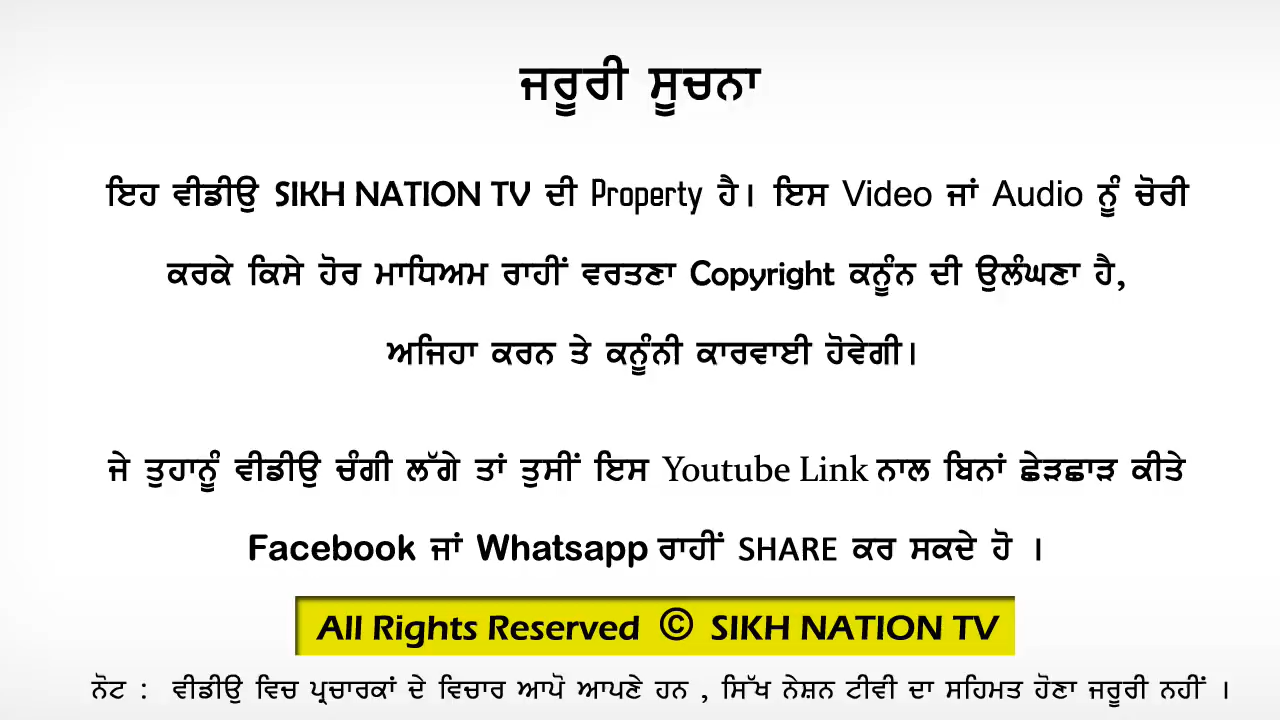 ਜਰੂਰੀ ਸੂਚਨਾ
ਇਹ ਵੀਡੀਉ SIKH NATION TV ਦੀ Property ਹੈ। ਇਸ Video ਜਾਂ Audio ਨੂੰ ਚੋਰੀ
ਕਰਕੇ ਕਿਸੇ ਹੋਰ ਮਾਧਿਅਮ ਰਾਹੀਂ ਵਰਤਣਾ Copyright ਕਨੂੰਨ ਦੀ ਉਲੰਘਣਾ ਹੈ,
ਅਜਿਹਾ ਕਰਨ ਤੇ ਕਨੂੰਨੀ ਕਾਰਵਾਈ ਹੋਵੇਗੀ।
ਜੇ ਤੁਹਾਨੂੰ ਵੀਡੀਉ ਚੰਗੀ ਲੱਗੇ ਤਾਂ ਤੁਸੀਂ ਇਸ Youtube Link ਨਾਲ ਬਿਨਾਂ ਛੇੜਛਾੜ ਕੀਤੇ
Facebook ਜਾਂ Whatsapp ਰਾਹੀਂ SHARE ਕਰ ਸਕਦੇ ਹੋ ।
All Rights Reserved © SIKH NATION TV
ਨੋਟ : ਵੀਡੀਉ ਵਿਚ ਪ੍ਰਚਾਰਕਾਂ ਦੇ ਵਿਚਾਰ ਆਪੋ ਆਪਣੇ ਹਨ , ਸਿੱਖ ਨੇਸ਼ਨ ਟੀਵੀ ਦਾ ਸਹਿਮਤ ਹੋਣਾ ਜਰੂਰੀ ਨਹੀਂ ।